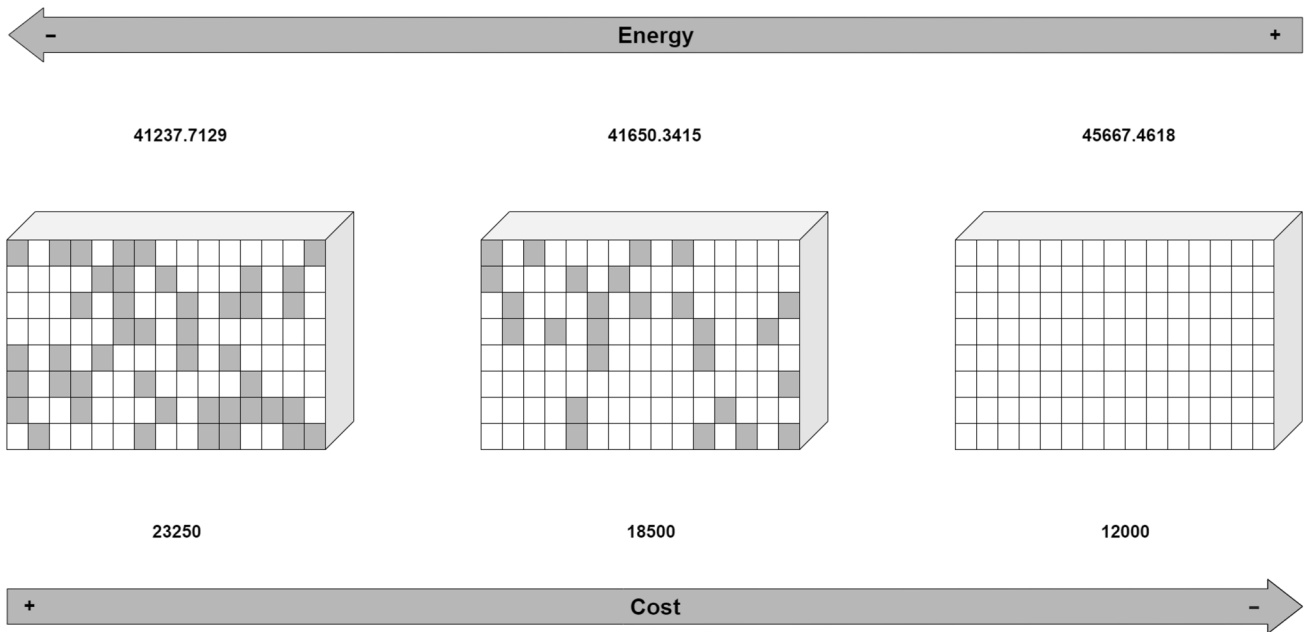 − Energy +
41237.7129 41650.3415 45667.4618
23250 18500 12000
+ Cost −